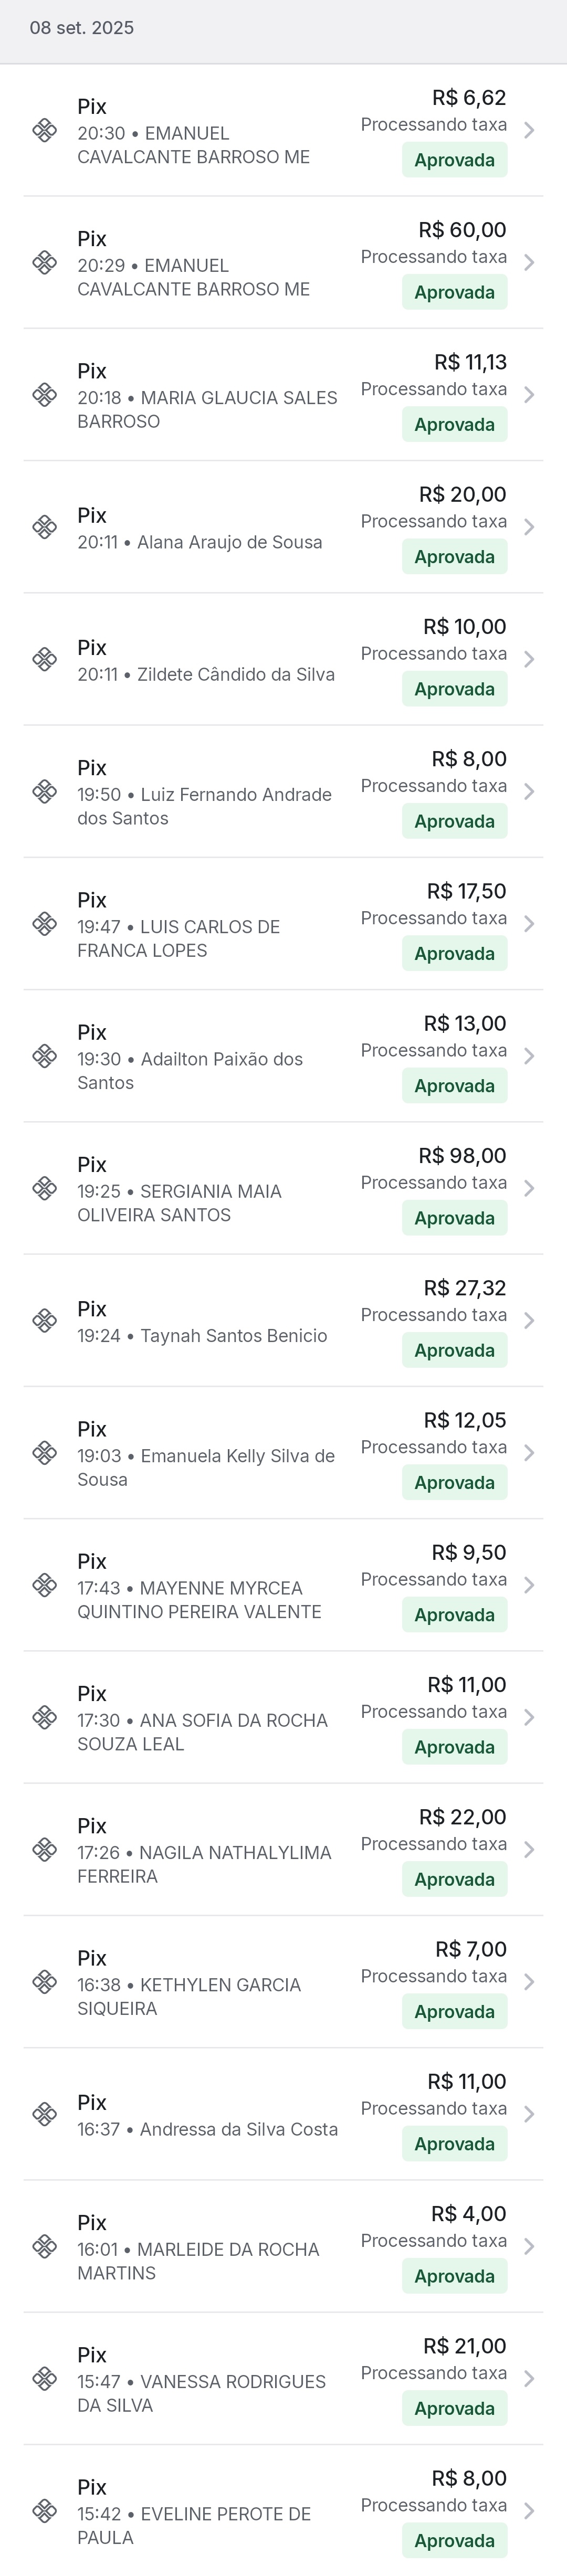 08 set. 2025
Pix
R$ 6,62
20:30 • EMANUEL
CAVALCANTE BARROSO ME
Processando taxa
Aprovada
Pix
R$ 60,00
20:29 • EMANUEL
CAVALCANTE BARROSO ME
Processando taxa
Aprovada
Pix
R$ 11,13
20:18 • MARIA GLAUCIA SALES
BARROSO
Processando taxa
Aprovada
Pix
R$ 20,00
20:11 • Alana Araujo de Sousa
Processando taxa
Aprovada
Pix
R$ 10,00
20:11 • Zildete Cândido da Silva
Processando taxa
Aprovada
Pix
R$ 8,00
19:50 • Luiz Fernando Andrade
dos Santos
Processando taxa
Aprovada
Pix
R$ 17,50
19:47 • LUIS CARLOS DE
FRANCA LOPES
Processando taxa
Aprovada
Pix
R$ 13,00
19:30 • Adailton Paixão dos
Santos
Processando taxa
Aprovada
Pix
R$ 98,00
19:25 • SERGIANIA MAIA
OLIVEIRA SANTOS
Processando taxa
Aprovada
Pix
R$ 27,32
19:24 • Taynah Santos Benicio
Processando taxa
Aprovada
Pix
R$ 12,05
19:03 • Emanuela Kelly Silva de
Sousa
Processando taxa
Aprovada
Pix
R$ 9,50
17:43 • MAYENNE MYRCEA
QUINTINO PEREIRA VALENTE
Processando taxa
Aprovada
Pix
R$ 11,00
17:30 • ANA SOFIA DA ROCHA
SOUZA LEAL
Processando taxa
Aprovada
Pix
R$ 22,00
17:26 • NAGILA NATHALYLIMA
FERREIRA
Processando taxa
Aprovada
Pix
R$ 7,00
16:38 • KETHYLEN GARCIA
SIQUEIRA
Processando taxa
Aprovada
Pix
R$ 11,00
16:37 • Andressa da Silva Costa
Processando taxa
Aprovada
Pix
R$ 4,00
16:01 • MARLEIDE DA ROCHA
MARTINS
Processando taxa
Aprovada
Pix
R$ 21,00
15:47 • VANESSA RODRIGUES
DA SILVA
Processando taxa
Aprovada
Pix
R$ 8,00
15:42 • EVELINE PEROTE DE
PAULA
Processando taxa
Aprovada